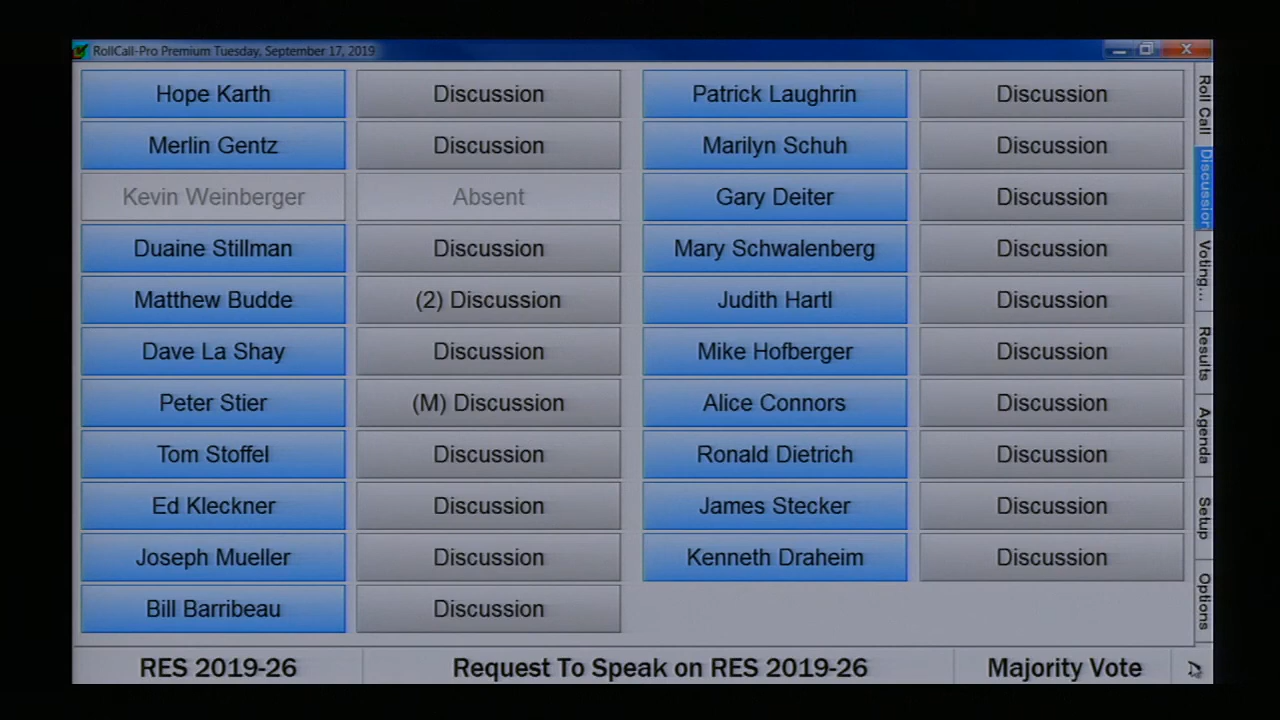 RollCall-Pro Premium Tuesday, September 17, 2019
Hope Karth Discussion Patrick Laughrin Discussion
Merlin Gentz Discussion Marilyn Schuh Discussion
Kevin Weinberger Absent Gary Deiter Discussion
Duaine Stillman Discussion Mary Schwalenberg Discussion
Matthew Budde (2) Discussion Judith Hartl Discussion
Dave La Shay Discussion Mike Hofberger Discussion
Peter Stier (M) Discussion Alice Connors Discussion
Tom Stoffel Discussion Ronald Dietrich Discussion
Ed Kleckner Discussion James Stecker Discussion
Joseph Mueller Discussion Kenneth Draheim Discussion
Bill Barribeau Discussion
RES 2019-26 Request To Speak on RES 2019-26 Majority Vote
Roll Call
Discussion
Voting...
Results
Agenda
Setup
Options